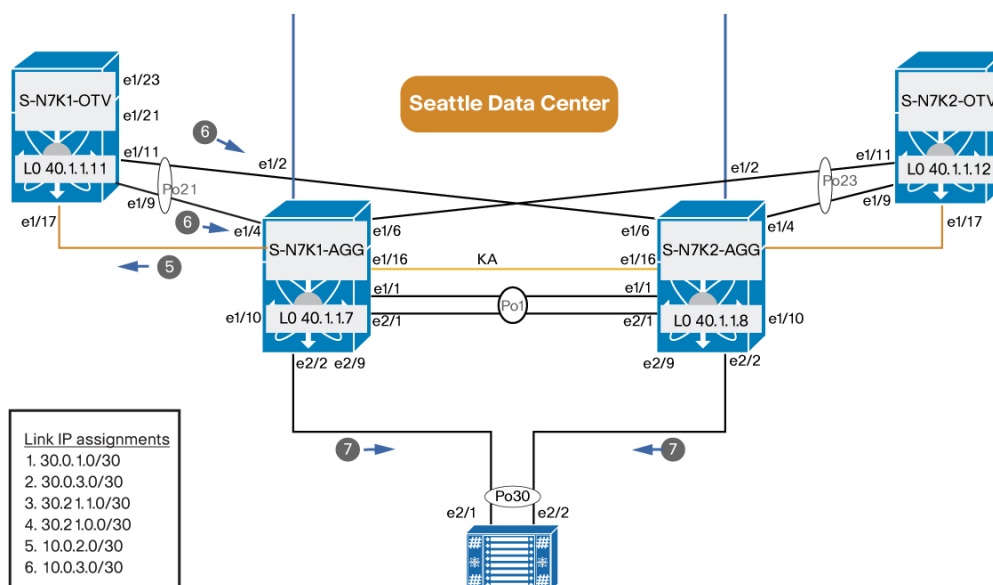 Seattle Data Center
S-N7K1-OTV
e1/23
e1/21
L0 40.1.1.11
e1/11
Po21
e1/9
e1/17
6
6
5
e1/2
e1/4
S-N7K1-AGG
e1/6
e1/16
KA
e1/16
e1/1
e1/1
Po1
e1/10
L0 40.1.1.7
e2/1
e2/1
e2/2 e2/9
e1/2
e1/6
S-N7K2-AGG
e1/4
L0 40.1.1.8
e1/10
e2/9
e2/2
S-N7K2-OTV
e1/11
L0 40.1.1.12
Po23
e1/9
e1/17
7
7
Po30
e2/1
e2/2
Link IP assignments
1. 30.0.1.0/30
2. 30.0.3.0/30
3. 30.21.1.0/30
4. 30.21.0.0/30
5. 10.0.2.0/30
6. 10.0.3.0/30